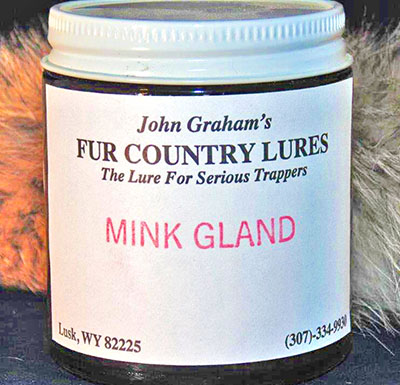 John Graham's
FUR COUNTRY LURES
The Lure For Serious Trappers
MINK GLAND
Lusk, WY 82225
(307)-334-9930